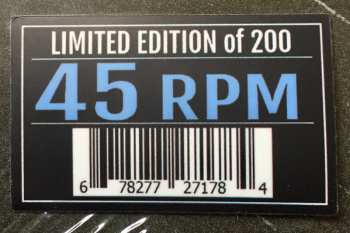 LIMITED EDITION of 200
45 RPM
6 78277 27178 4